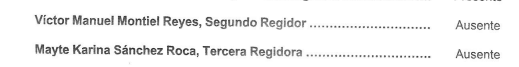 Víctor Manuel Montiel Reyes, Segundo Regidor .............................. Ausente
Mayte Karina Sánchez Roca, Tercera Regidora ............................... Ausente